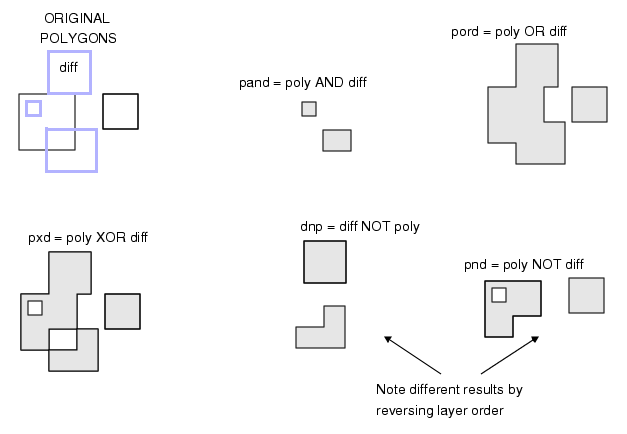 ORIGINAL
POLYGONS
diff
pand = poly AND diff
pord = poly OR diff
pxd = poly XOR diff
dnp = diff NOT poly
pnd = poly NOT diff
Note different results by
reversing layer order